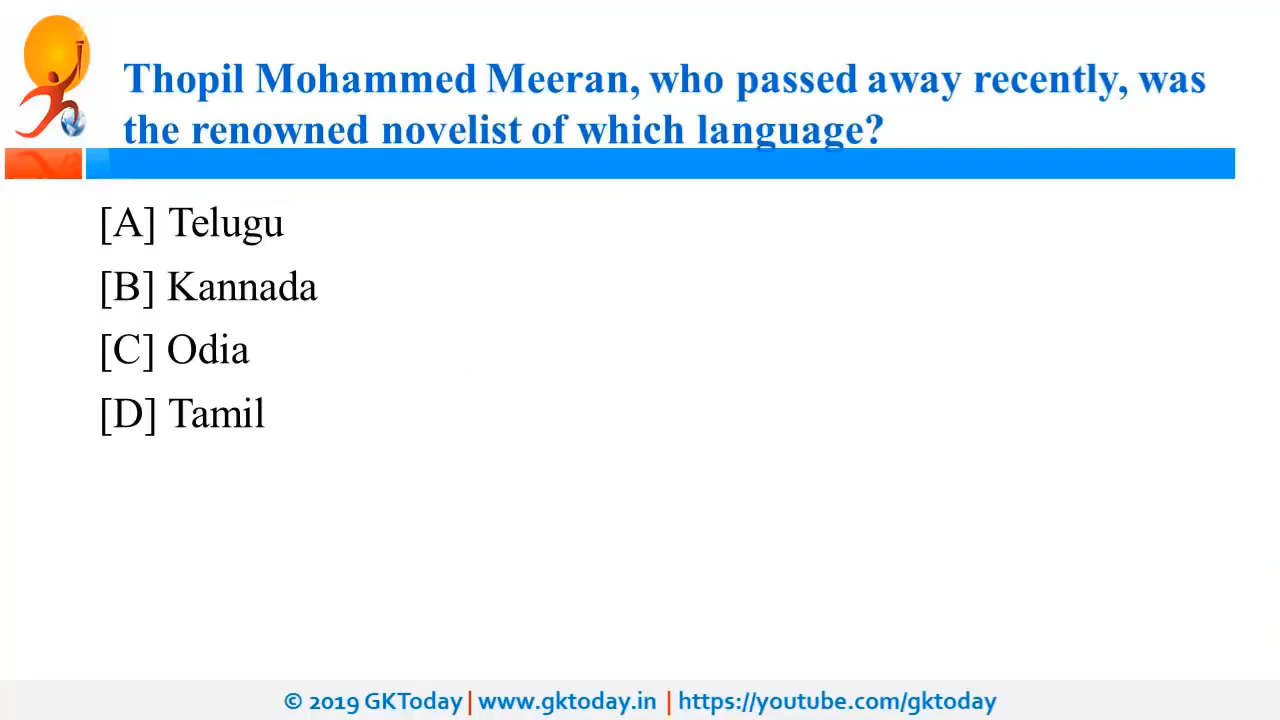 Thopil Mohammed Meeran, who passed away recently, was
the renowned novelist of which language?
[A] Telugu
[B] Kannada
[C] Odia
[D] Tamil
© 2019 GKToday | www.gktoday.in | https://youtube.com/gktoday